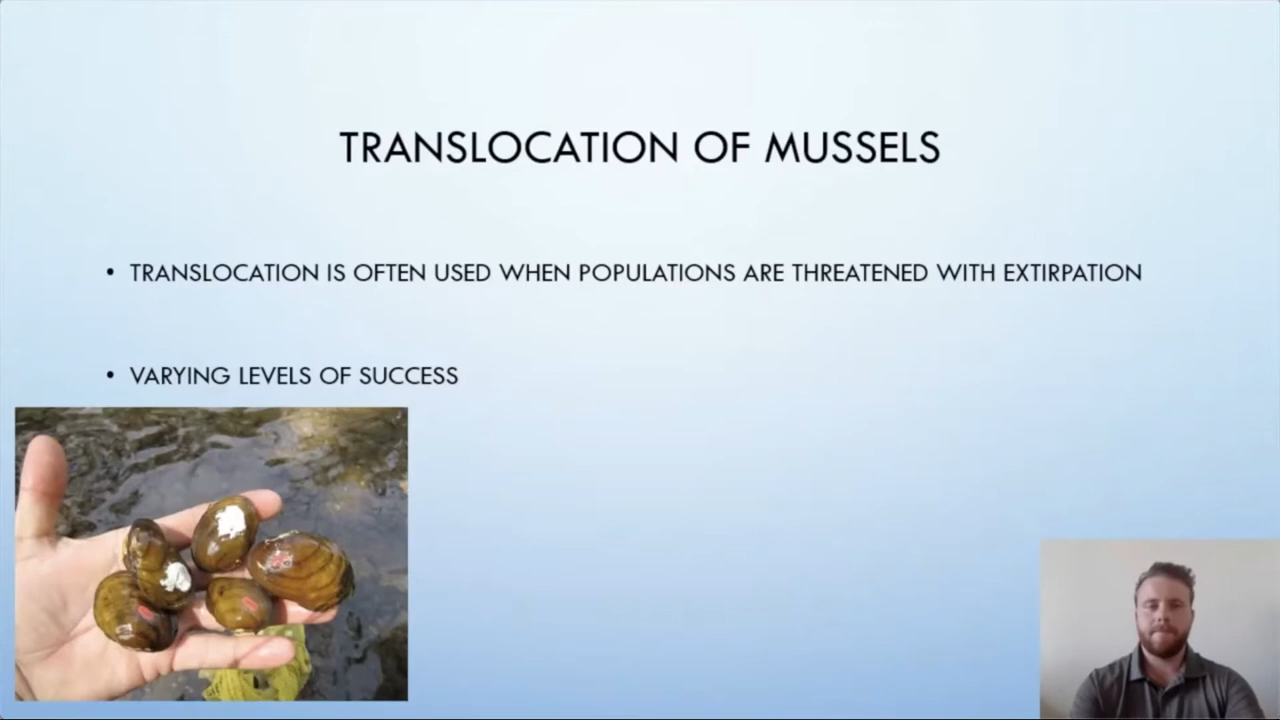 TRANSLOCATION OF MUSSELS
• TRANSLOCATION IS OFTEN USED WHEN POPULATIONS ARE THREATENED WITH EXTIRPATION
• VARYING LEVELS OF SUCCESS